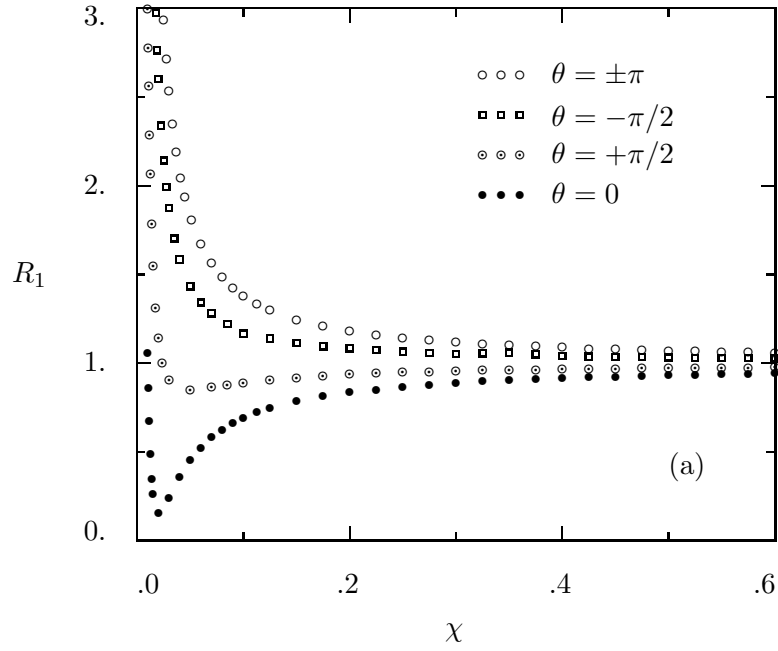 3.
θ = ±π
θ = −π/2
θ = +π/2
2.
θ = 0
R₁
1.
(a)
0.
.0 .2 .4 .6
χ